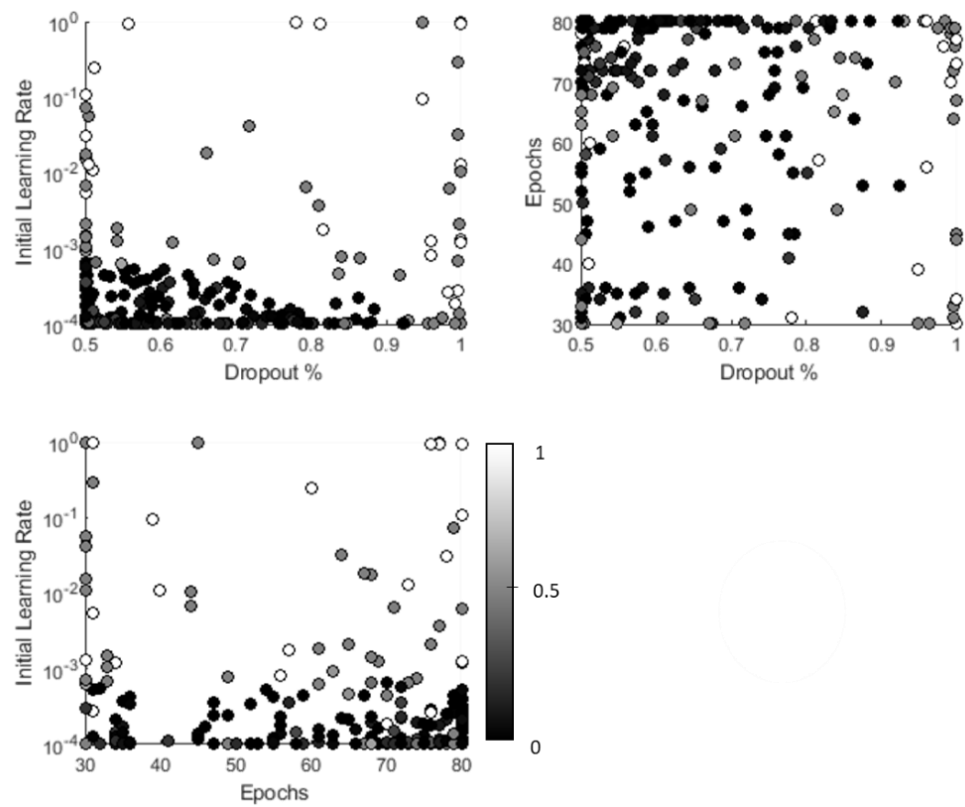 10^0
10^-1
10^-2
10^-3
10^-4
Initial Learning Rate
0.5 0.6 0.7 0.8 0.9 1
Dropout %
80
70
60
50
40
30
Epochs
0.5 0.6 0.7 0.8 0.9 1
Dropout %
10^0
10^-1
10^-2
10^-3
10^-4
Initial Learning Rate
30 40 50 60 70 80
Epochs
1
0.5
0